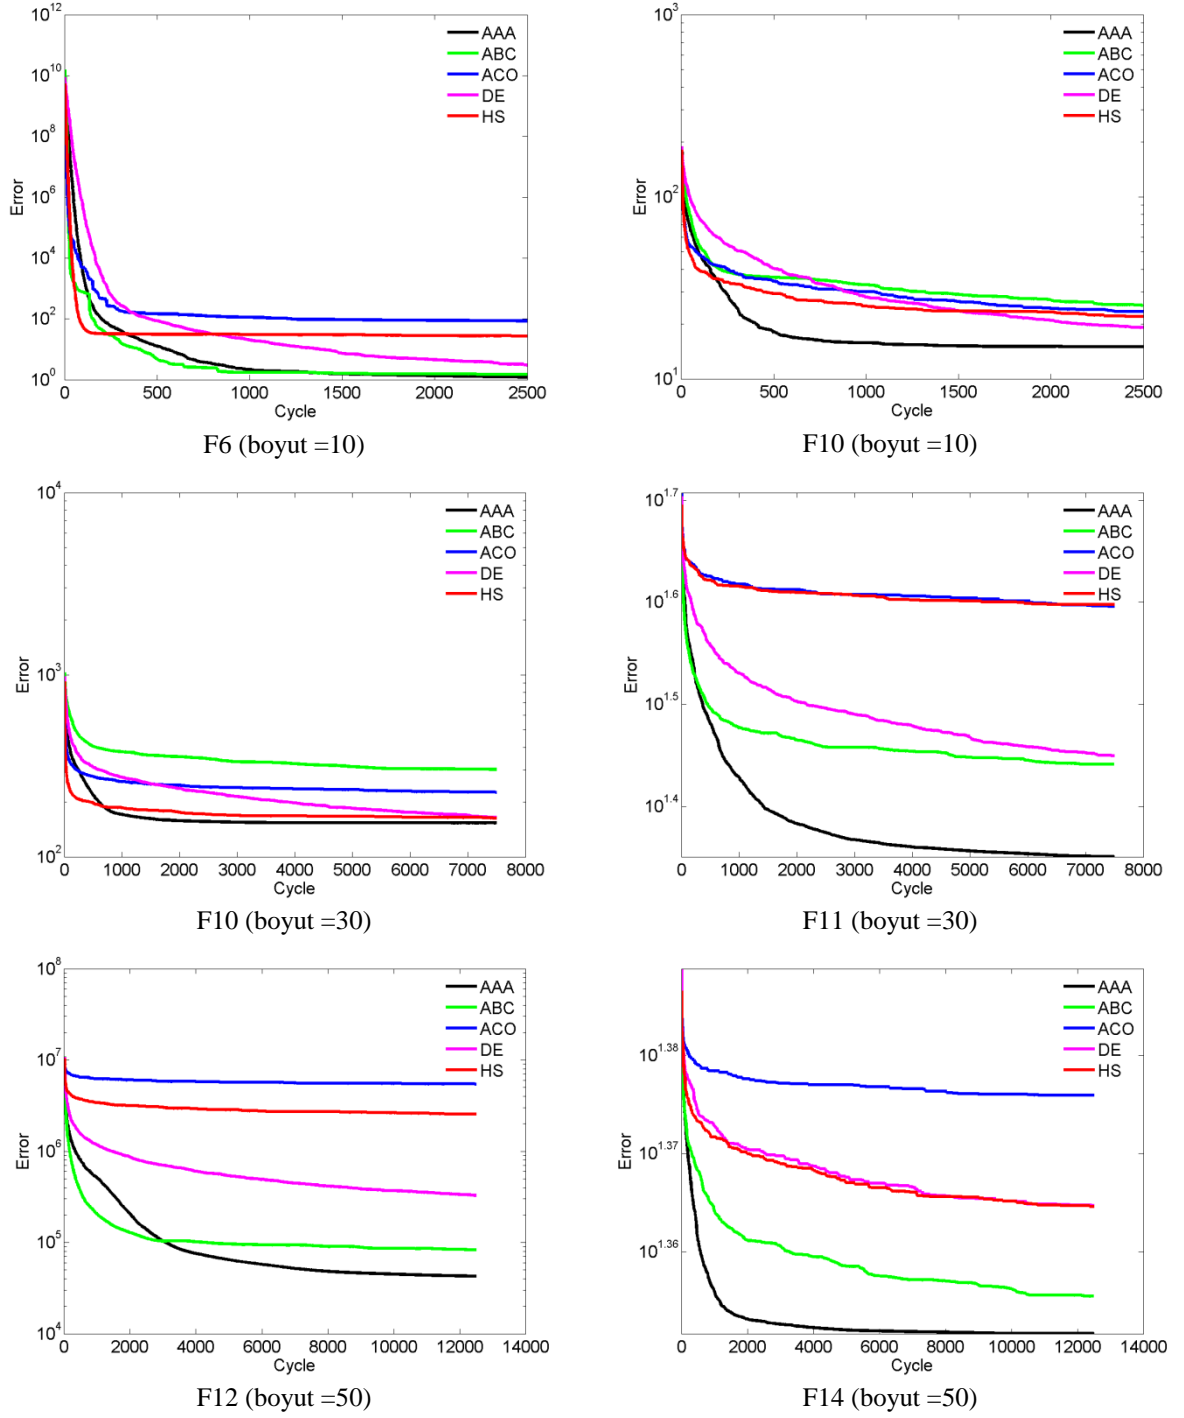 10^12
10^10
10^8
10^6
10^4
10^2
10^0
Error
0 500 1000 1500 2000 2500
Cycle
AAA
ABC
ACO
DE
HS
F6 (boyut =10)
10^3
10^2
10^1
Error
0 500 1000 1500 2000 2500
Cycle
AAA
ABC
ACO
DE
HS
F10 (boyut =10)
10^4
10^3
10^2
Error
0 1000 2000 3000 4000 5000 6000 7000 8000
Cycle
AAA
ABC
ACO
DE
HS
F10 (boyut =30)
10^1.7
10^1.6
10^1.5
10^1.4
Error
0 1000 2000 3000 4000 5000 6000 7000 8000
Cycle
AAA
ABC
ACO
DE
HS
F11 (boyut =30)
10^8
10^7
10^6
10^5
10^4
Error
0 2000 4000 6000 8000 10000 12000 14000
Cycle
AAA
ABC
ACO
DE
HS
F12 (boyut =50)
10^1.38
10^1.37
10^1.36
Error
0 2000 4000 6000 8000 10000 12000 14000
Cycle
AAA
ABC
ACO
DE
HS
F14 (boyut =50)